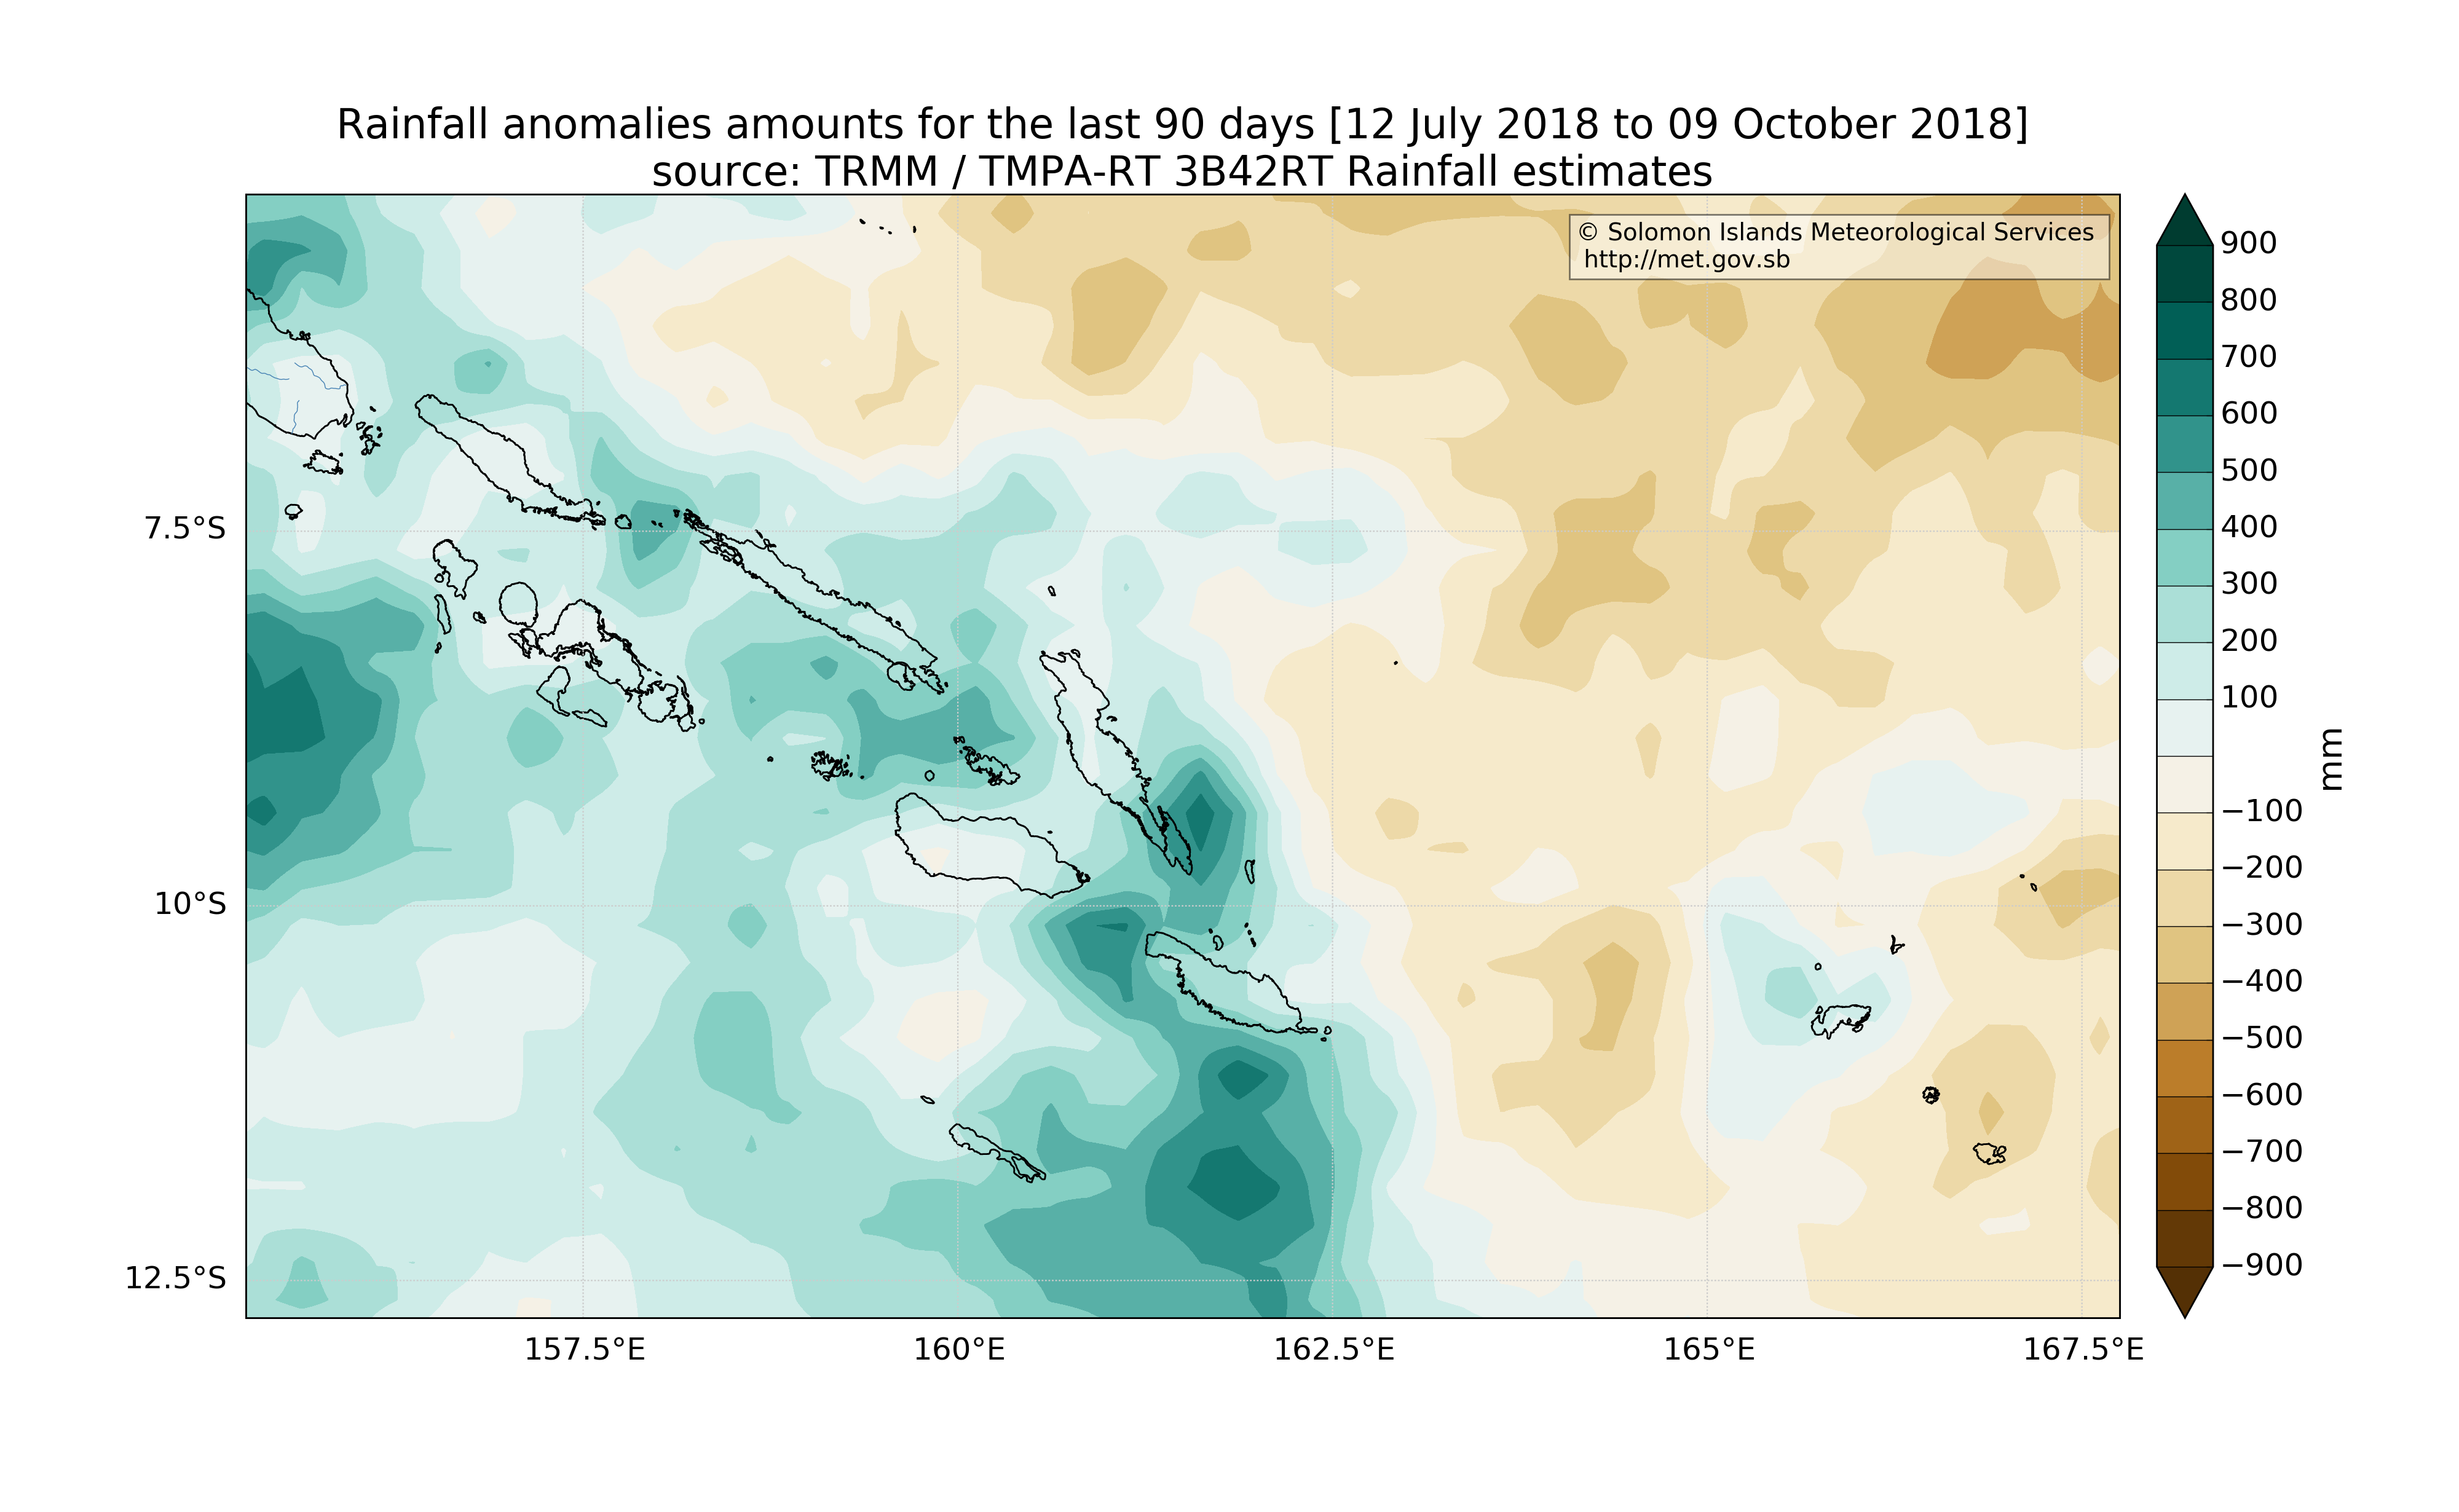 Rainfall anomalies amounts for the last 90 days [12 July 2018 to 09 October 2018]
source: TRMM / TMPA-RT 3B42RT Rainfall estimates
© Solomon Islands Meteorological Services
http://met.gov.sb
7.5°S
10°S
12.5°S
157.5°E
160°E
162.5°E
165°E
167.5°E
900
800
700
600
500
400
300
200
100
−100
−200
−300
−400
−500
−600
−700
−800
−900
mm